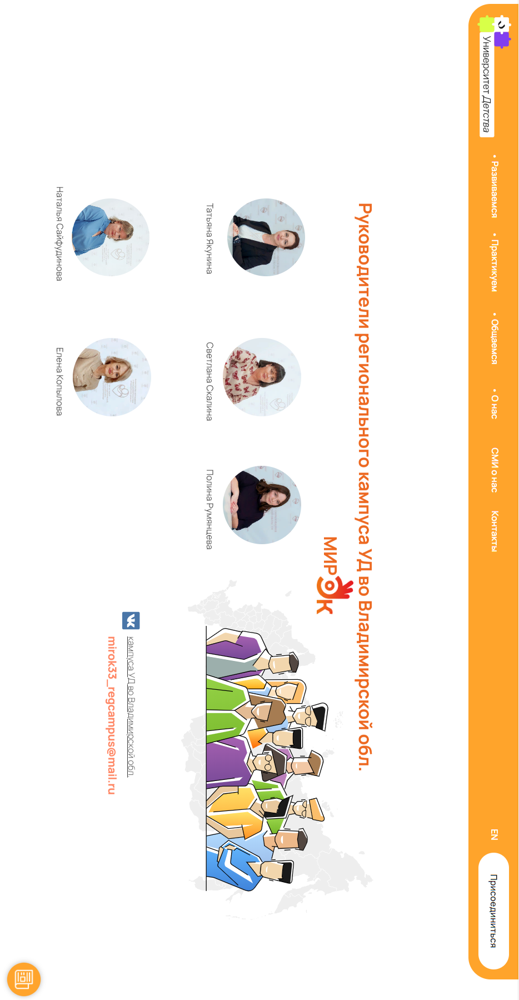 Университет Детства
• Развиваемся
• Практикуем
• Общаемся
• О нас
СМИ о нас
Контакты
EN
Присоединиться
Руководители регионального кампуса УД во Владимирской обл.
МИРОК
Татьяна Якунина
Светлана Скалина
Полина Румянцева
кампуса УД во Владимирской обл.
mirok33_regcampus@mail.ru
Наталья Сайфудинова
Елена Копылова